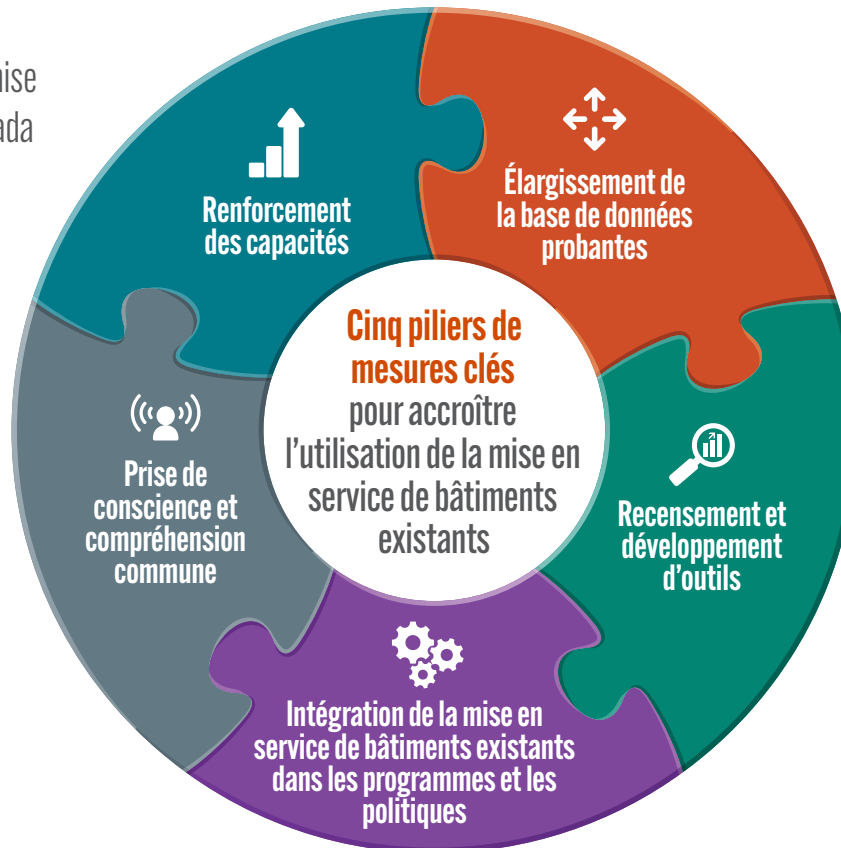 mise
ada
Renforcement
des capacités
Élargissement de
la base de données
probantes
Cinq piliers de
mesures clés
pour accroître
l'utilisation de la mise en
service de bâtiments
existants
Prise de
conscience et
compréhension
commune
Recensement et
développement
d'outils
Intégration de la mise en
service de bâtiments existants
dans les programmes et les
politiques